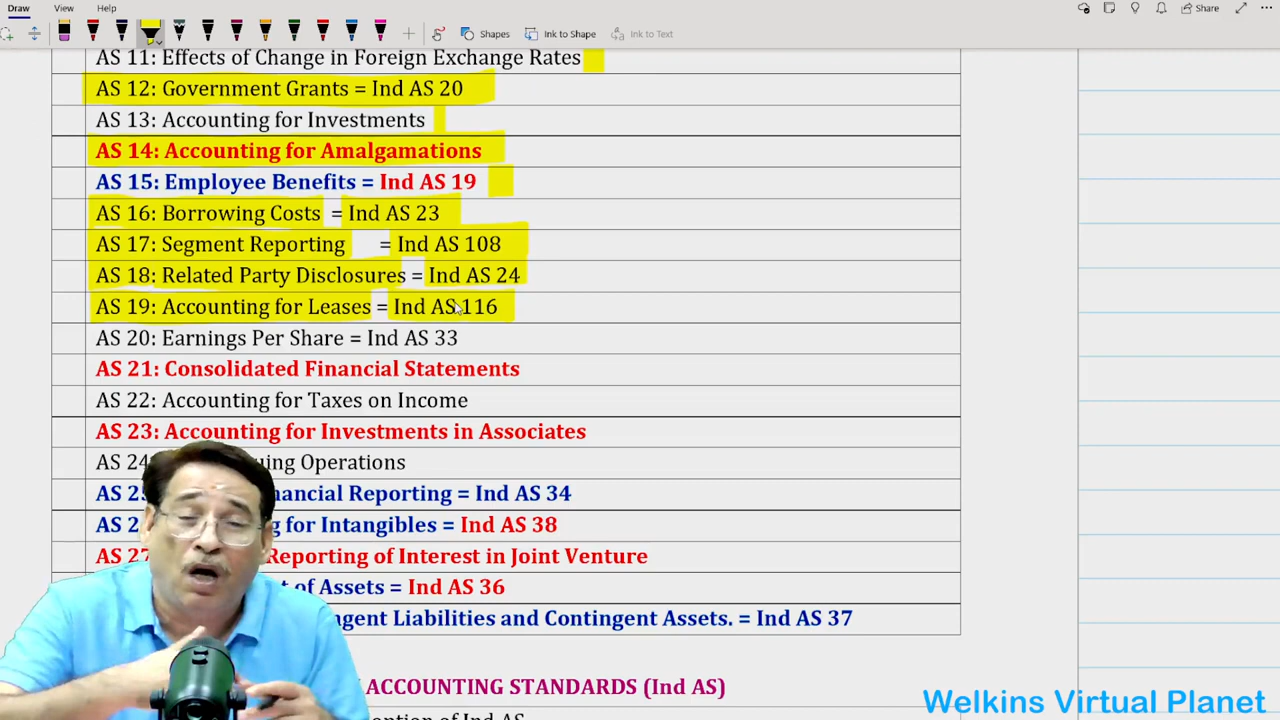 Draw View Help
Shapes Ink to Shape Ink to Text Share
AS 11: Effects of Change in Foreign Exchange Rates
AS 12: Government Grants = Ind AS 20
AS 13: Accounting for Investments
AS 14: Accounting for Amalgamations
AS 15: Employee Benefits = Ind AS 19
AS 16: Borrowing Costs = Ind AS 23
AS 17: Segment Reporting = Ind AS 108
AS 18: Related Party Disclosures = Ind AS 24
AS 19: Accounting for Leases = Ind AS 116
AS 20: Earnings Per Share = Ind AS 33
AS 21: Consolidated Financial Statements
AS 22: Accounting for Taxes on Income
AS 23: Accounting for Investments in Associates
AS 24 Operations
AS Financial Reporting = Ind AS 34
AS for Intangibles = Ind AS 38
AS 27 Reporting of Interest in Joint Venture
of Assets = Ind AS 36
Liabilities and Contingent Assets. = Ind AS 37
ACCOUNTING STANDARDS (Ind AS)
of Ind AS
Welkins Virtual Planet